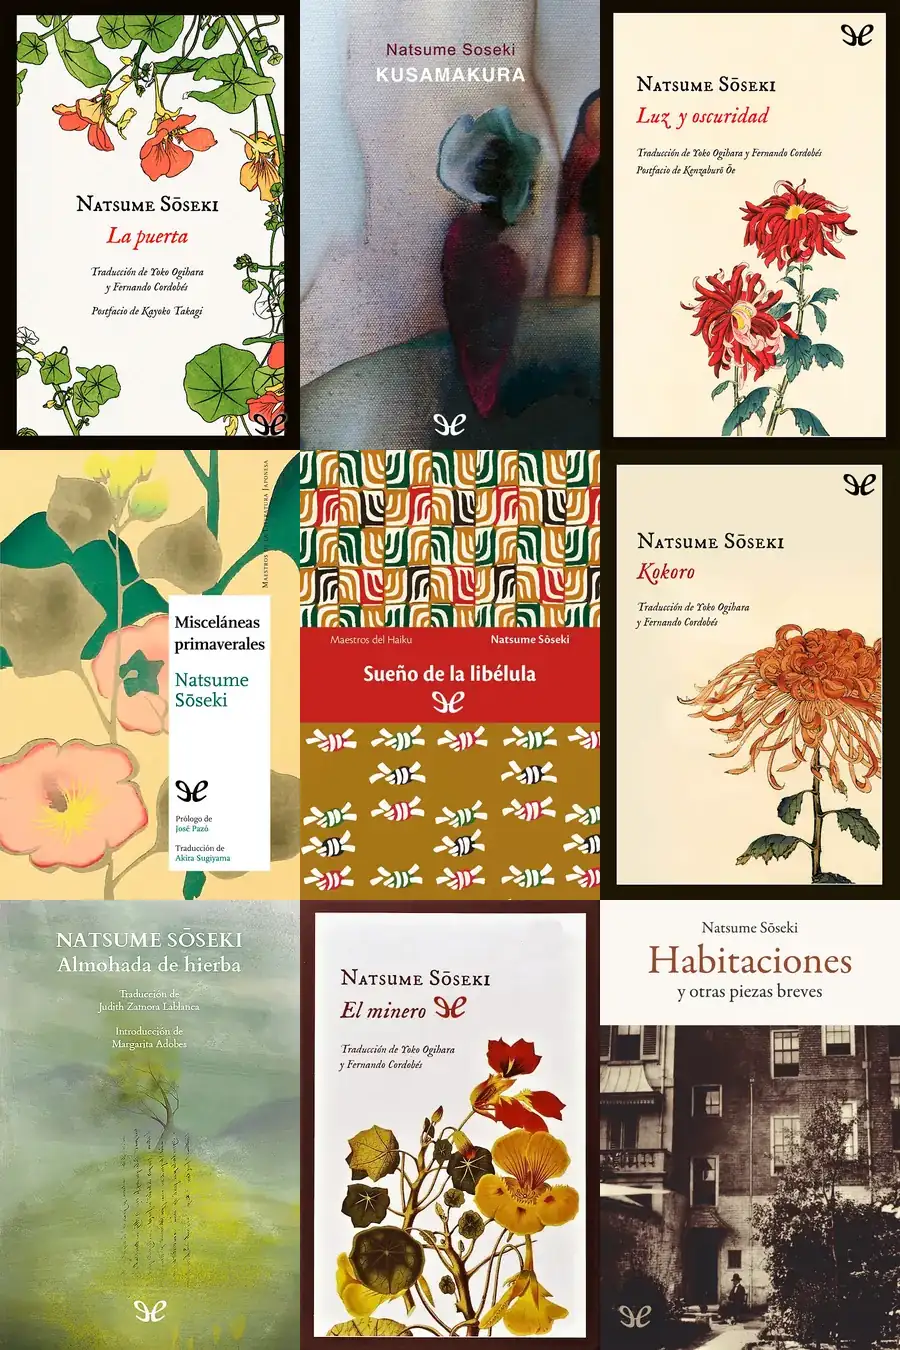 Natsume Sōseki
La puerta
Traducción de Yoko Ogihara
y Fernando Cordobés
Postfacio de Kayoko Takagi
Natsume Soseki
KUSAMAKURA
Natsume Sōseki
Luz y oscuridad
Traducción de Yoko Ogihara y Fernando Cordobés
Postfacio de Kenzaburō Ōe
Maestros de la Literatura Japonesa
Misceláneas
primaverales
Natsume
Sōseki
Prólogo de
José Pazó
Traducción de
Akira Sugiyama
Maestros del Haiku
Natsume Sōseki
Sueño de la libélula
Natsume Sōseki
Kokoro
Traducción de Yoko Ogihara
y Fernando Cordobés
NATSUME SŌSEKI
Almohada de hierba
Traducción de
Judith Zamora Lablanca
Introducción de
Margarita Adobes
Natsume Sōseki
El minero
Traducción de Yoko Ogihara
y Fernando Cordobés
Natsume Sōseki
Habitaciones
y otras piezas breves